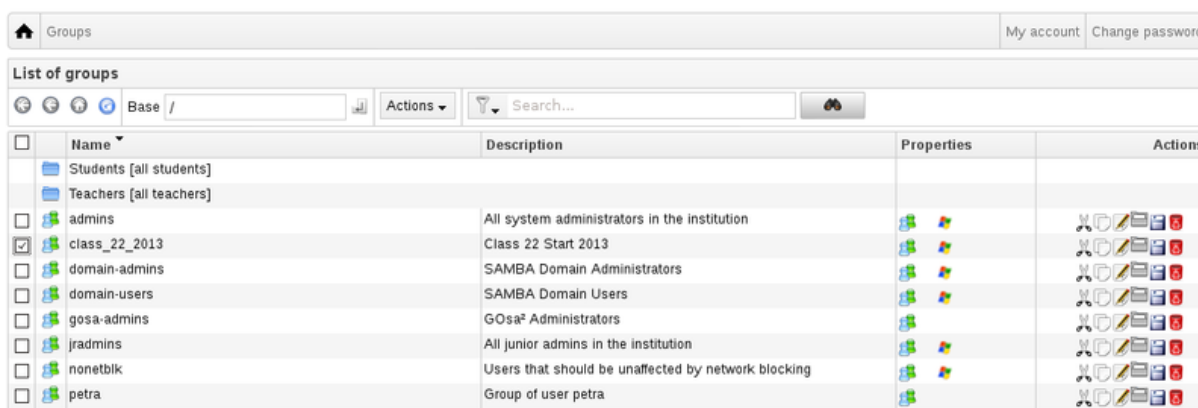 Groups My account Change password
List of groups
Base / Actions Search...
Name Description Properties Actions
Students [all students]
Teachers [all teachers]
admins All system administrators in the institution
class_22_2013 Class 22 Start 2013
domain-admins SAMBA Domain Administrators
domain-users SAMBA Domain Users
gosa-admins GOsa² Administrators
jradmins All junior admins in the institution
nonetblk Users that should be unaffected by network blocking
petra Group of user petra